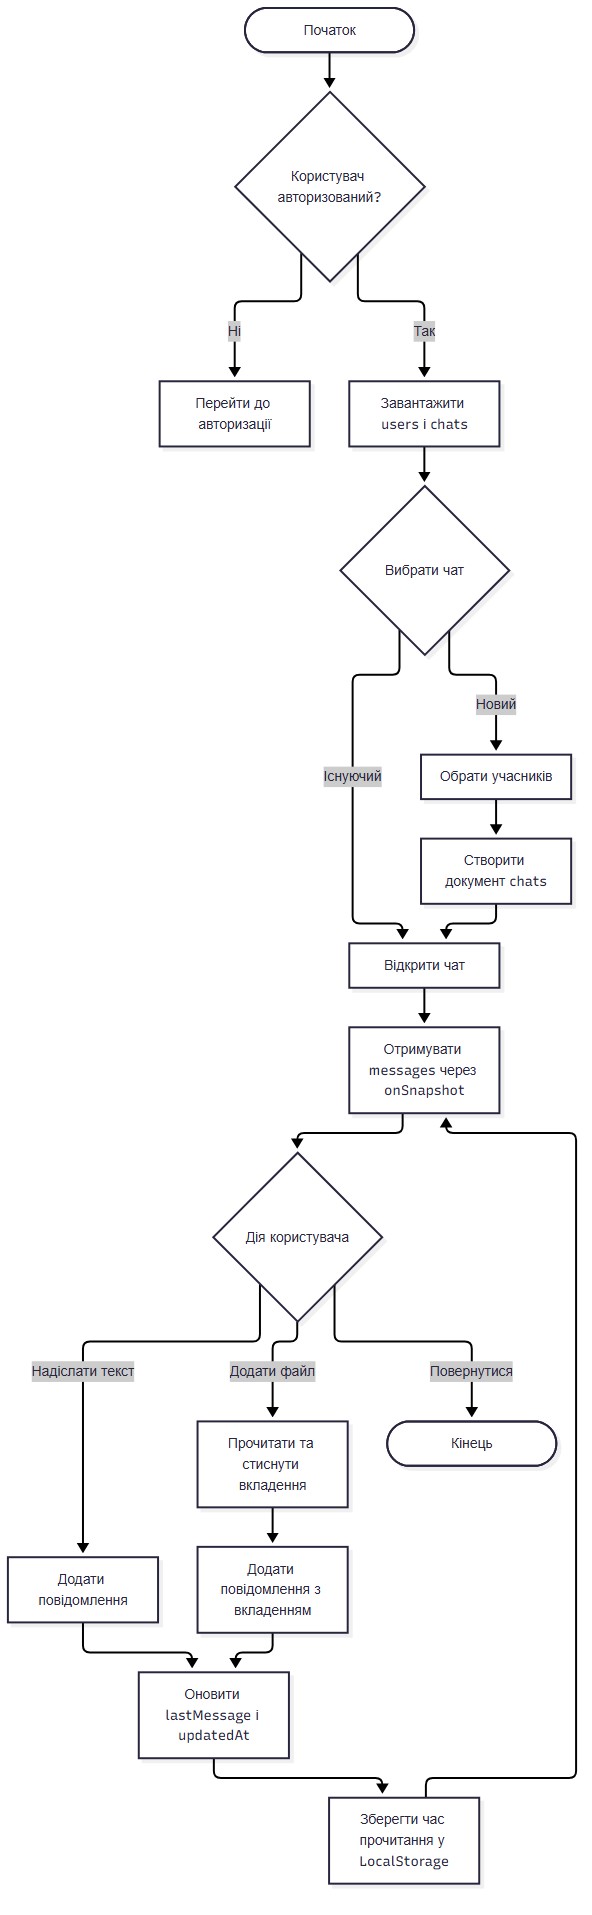 Початок
Користувач
авторизований?
Ні
Так
Перейти до
авторизації
Завантажити
users і chats
Вибрати чат
Новий
Існуючий
Обрати учасників
Створити
документ chats
Відкрити чат
Отримувати
messages через
onSnapshot
Дія користувача
Надіслати текст
Додати файл
Повернутися
Прочитати та
стиснути
вкладення
Кінець
Додати
повідомлення
Додати
повідомлення з
вкладенням
Оновити
lastMessage і
updatedAt
Зберегти час
прочитання у
LocalStorage